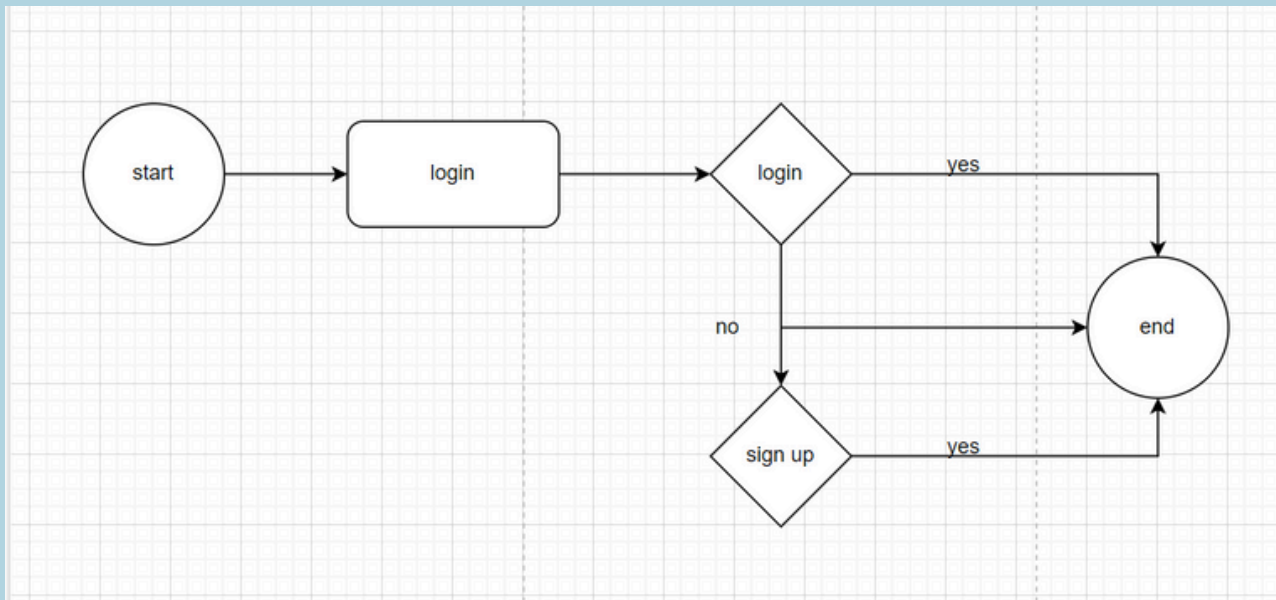 start
login
login
yes
no
end
sign up
yes